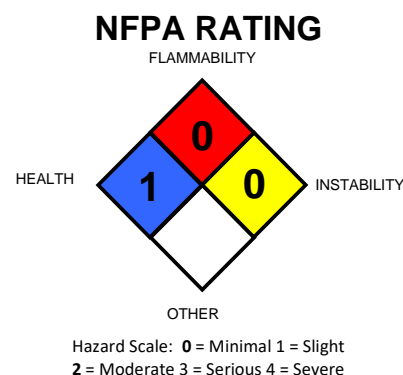 NFPA RATING
FLAMMABILITY
0
HEALTH
1
0
INSTABILITY
OTHER
Hazard Scale: 0 = Minimal 1 = Slight
2 = Moderate 3 = Serious 4 = Severe